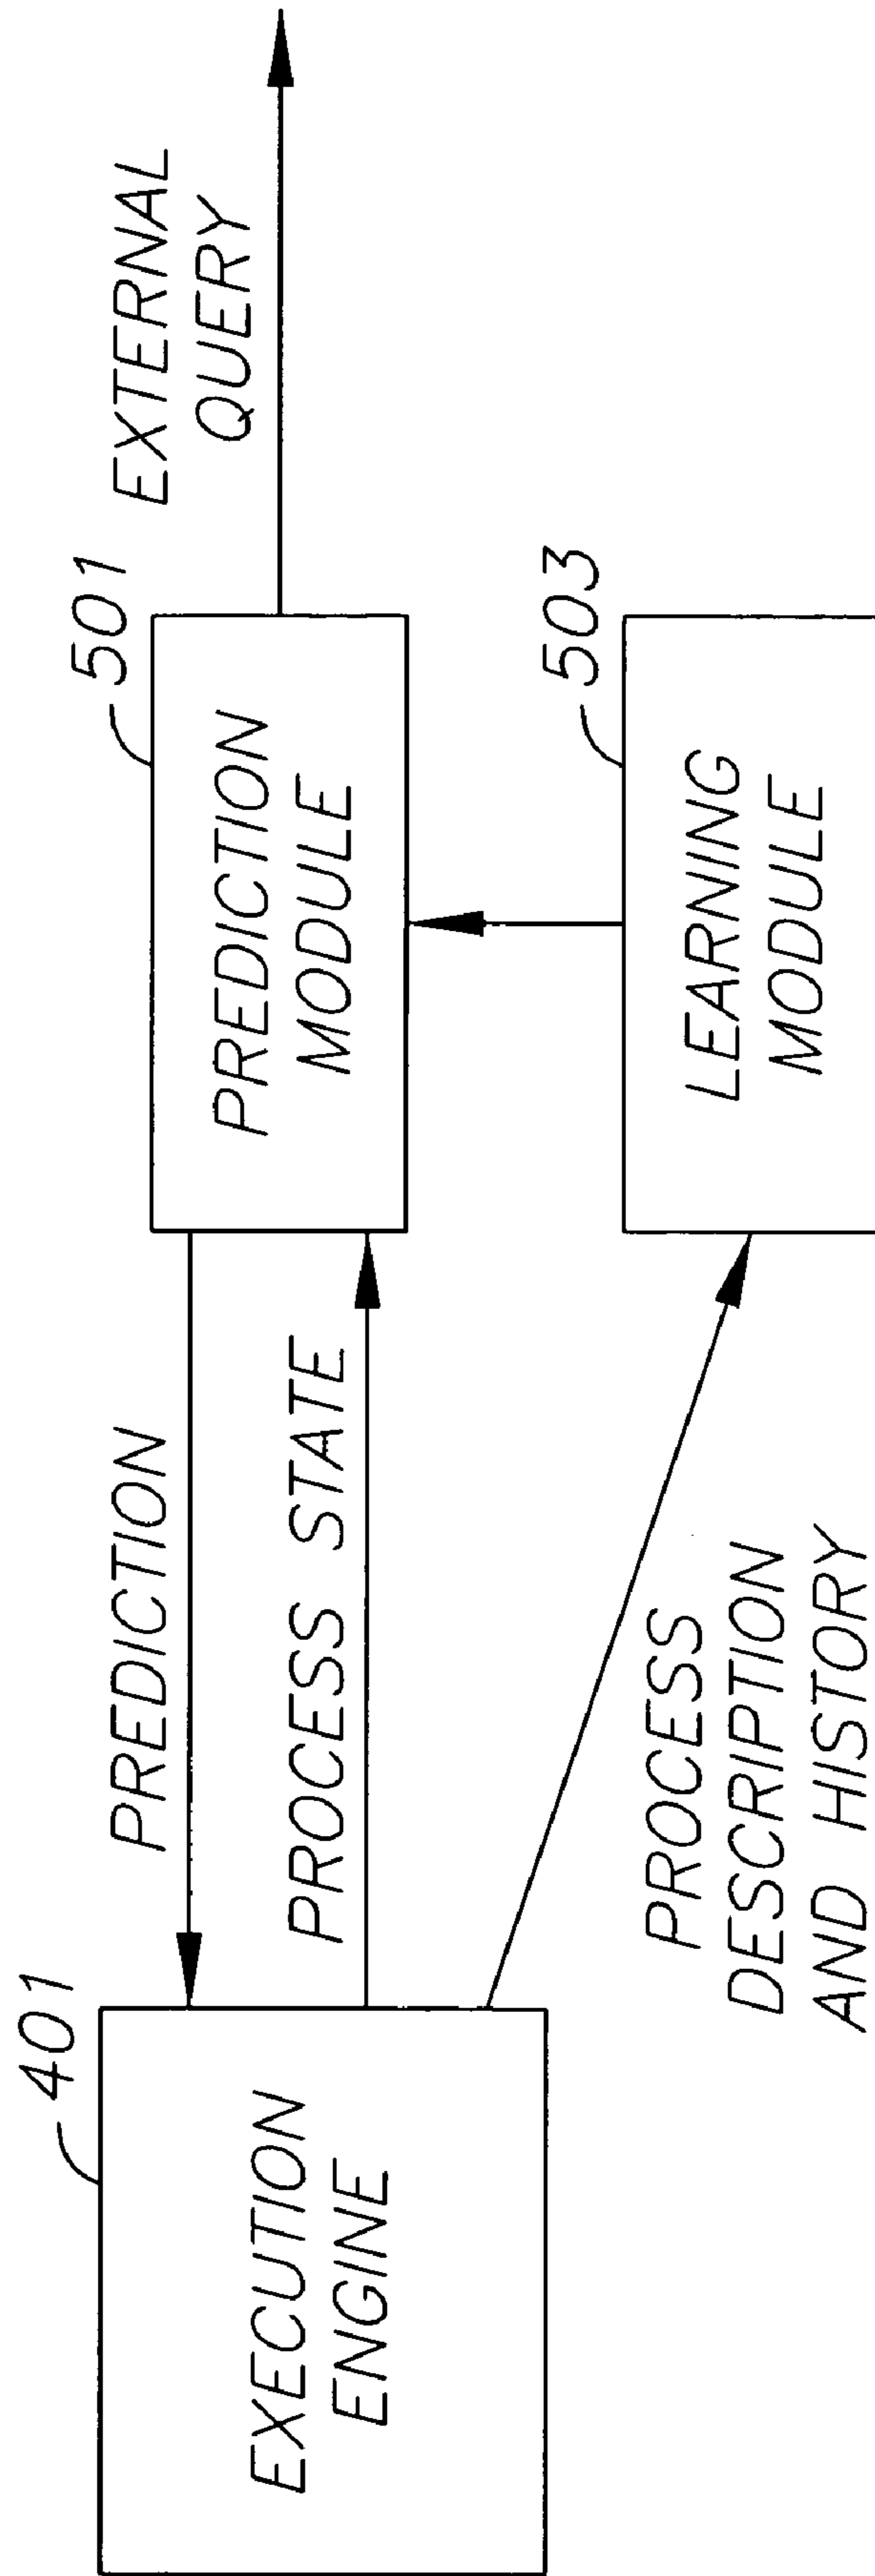 401
EXECUTION
ENGINE
PREDICTION
PROCESS STATE
PROCESS
DESCRIPTION
AND HISTORY
501
PREDICTION
MODULE
503
LEARNING
MODULE
EXTERNAL
QUERY